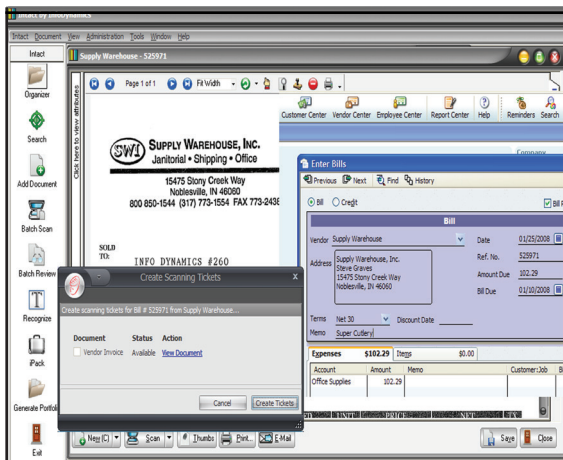 Intact by InfoDynamics
Intact Document View Administration Tools Window Help
Intact
Organizer
Search
Add Document
Batch Scan
Batch Review
Recognize
iPack
Generate Portfoli
Exit
Supply Warehouse - 525971
Click here to view attributes
Page 1 of 1 Fit Width
SWI
SUPPLY WAREHOUSE, INC.
Janitorial • Shipping • Office
15475 Stony Creek Way
Noblesville, IN 46060
800 850-1544 (317) 773-1554 FAX 773-2438
SOLD
TO:
INFO DYNAMICS #260
Customer Center Vendor Center Employee Center Report Center Help Reminders Search
Company
Enter Bills
Previous Next Find History
Bill Credit Bill R
Bill
Vendor Supply Warehouse
Date 01/25/2008
Address Supply Warehouse, Inc.
Steve Graves
15475 Stony Creek Way
Noblesville, IN 46060
Ref. No. 525971
Amount Due 102.29
Bill Due 01/10/2008
Terms Net 30 Discount Date
Memo Super Cutlery
Expenses $102.29 Items $0.00
Account Amount Memo Customer:Job Bi
Office Supplies 102.29
UNIT PRICE NET TX
Create Scanning Tickets X
Create scanning tickets for Bill # 525971 from Supply Warehouse...
Document Status Action
Vendor Invoice Available View Document
Cancel Create Tickets
New (C) Scan Thumbs Print... E-Mail Save Close